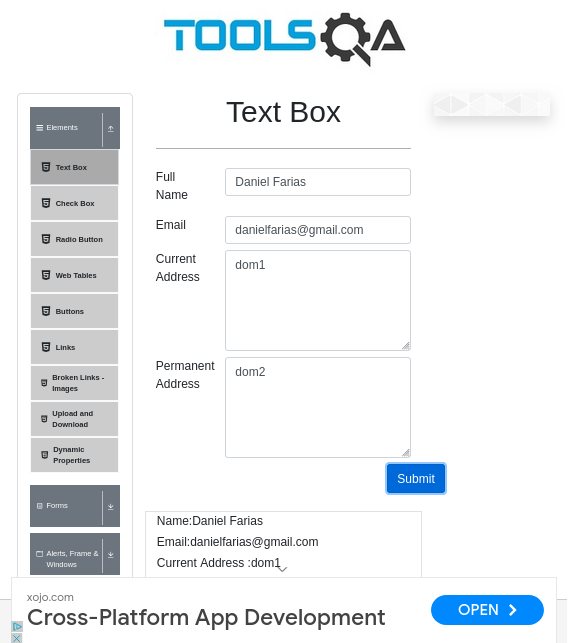 TOOLSQA
Elements
Text Box
Check Box
Radio Button
Web Tables
Buttons
Links
Broken Links -
Images
Upload and
Download
Dynamic
Properties
Forms
Alerts, Frame &
Windows
Text Box
Full
Name
Daniel Farias
Email
danielfarias@gmail.com
Current
Address
dom1
Permanent
Address
dom2
Submit
Name:Daniel Farias
Email:danielfarias@gmail.com
Current Address :dom1
xojo.com
Cross-Platform App Development
OPEN